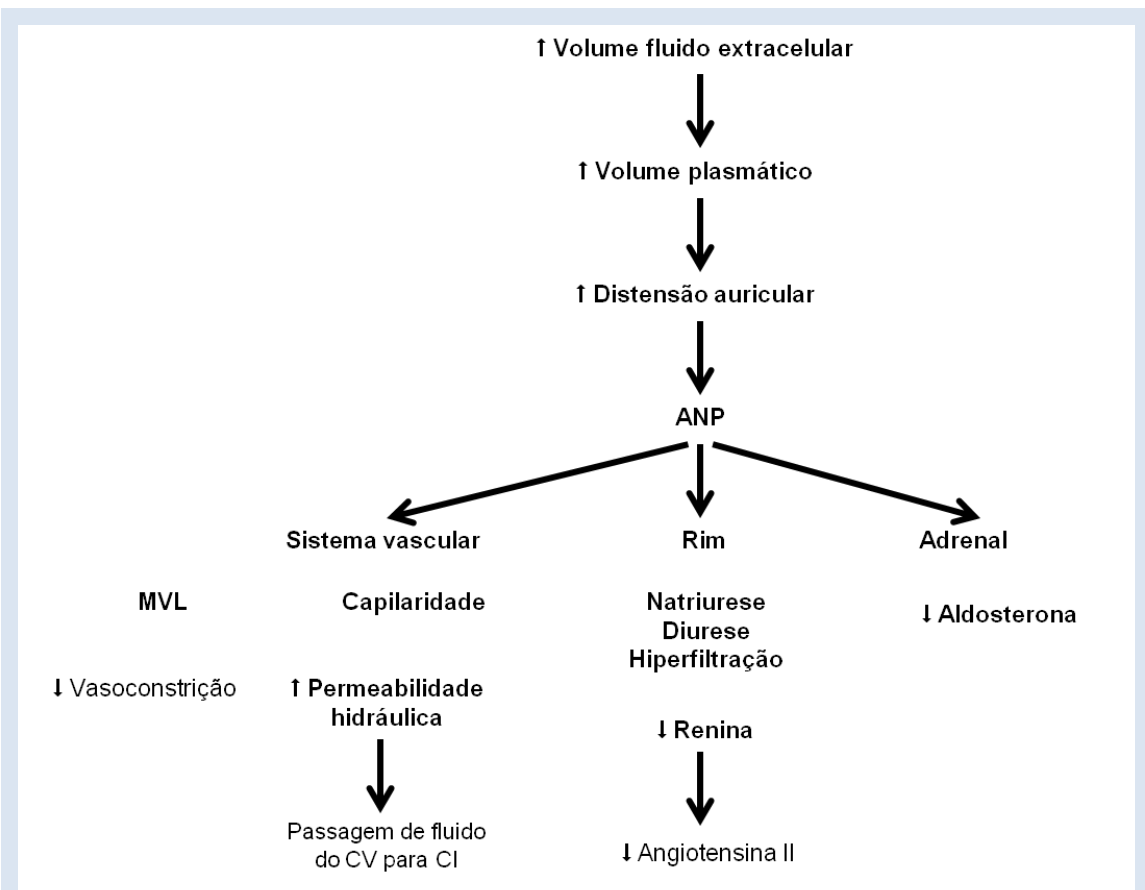 ↑ Volume fluido extracelular
↑ Volume plasmático
↑ Distensão auricular
ANP
Sistema vascular
Rim
Adrenal
MVL
Capilaridade
Natriurese
Diurese
Hiperfiltração
↓ Aldosterona
↓ Vasoconstrição
↑ Permeabilidade
hidráulica
↓ Renina
Passagem de fluido
do CV para CI
↓ Angiotensina II